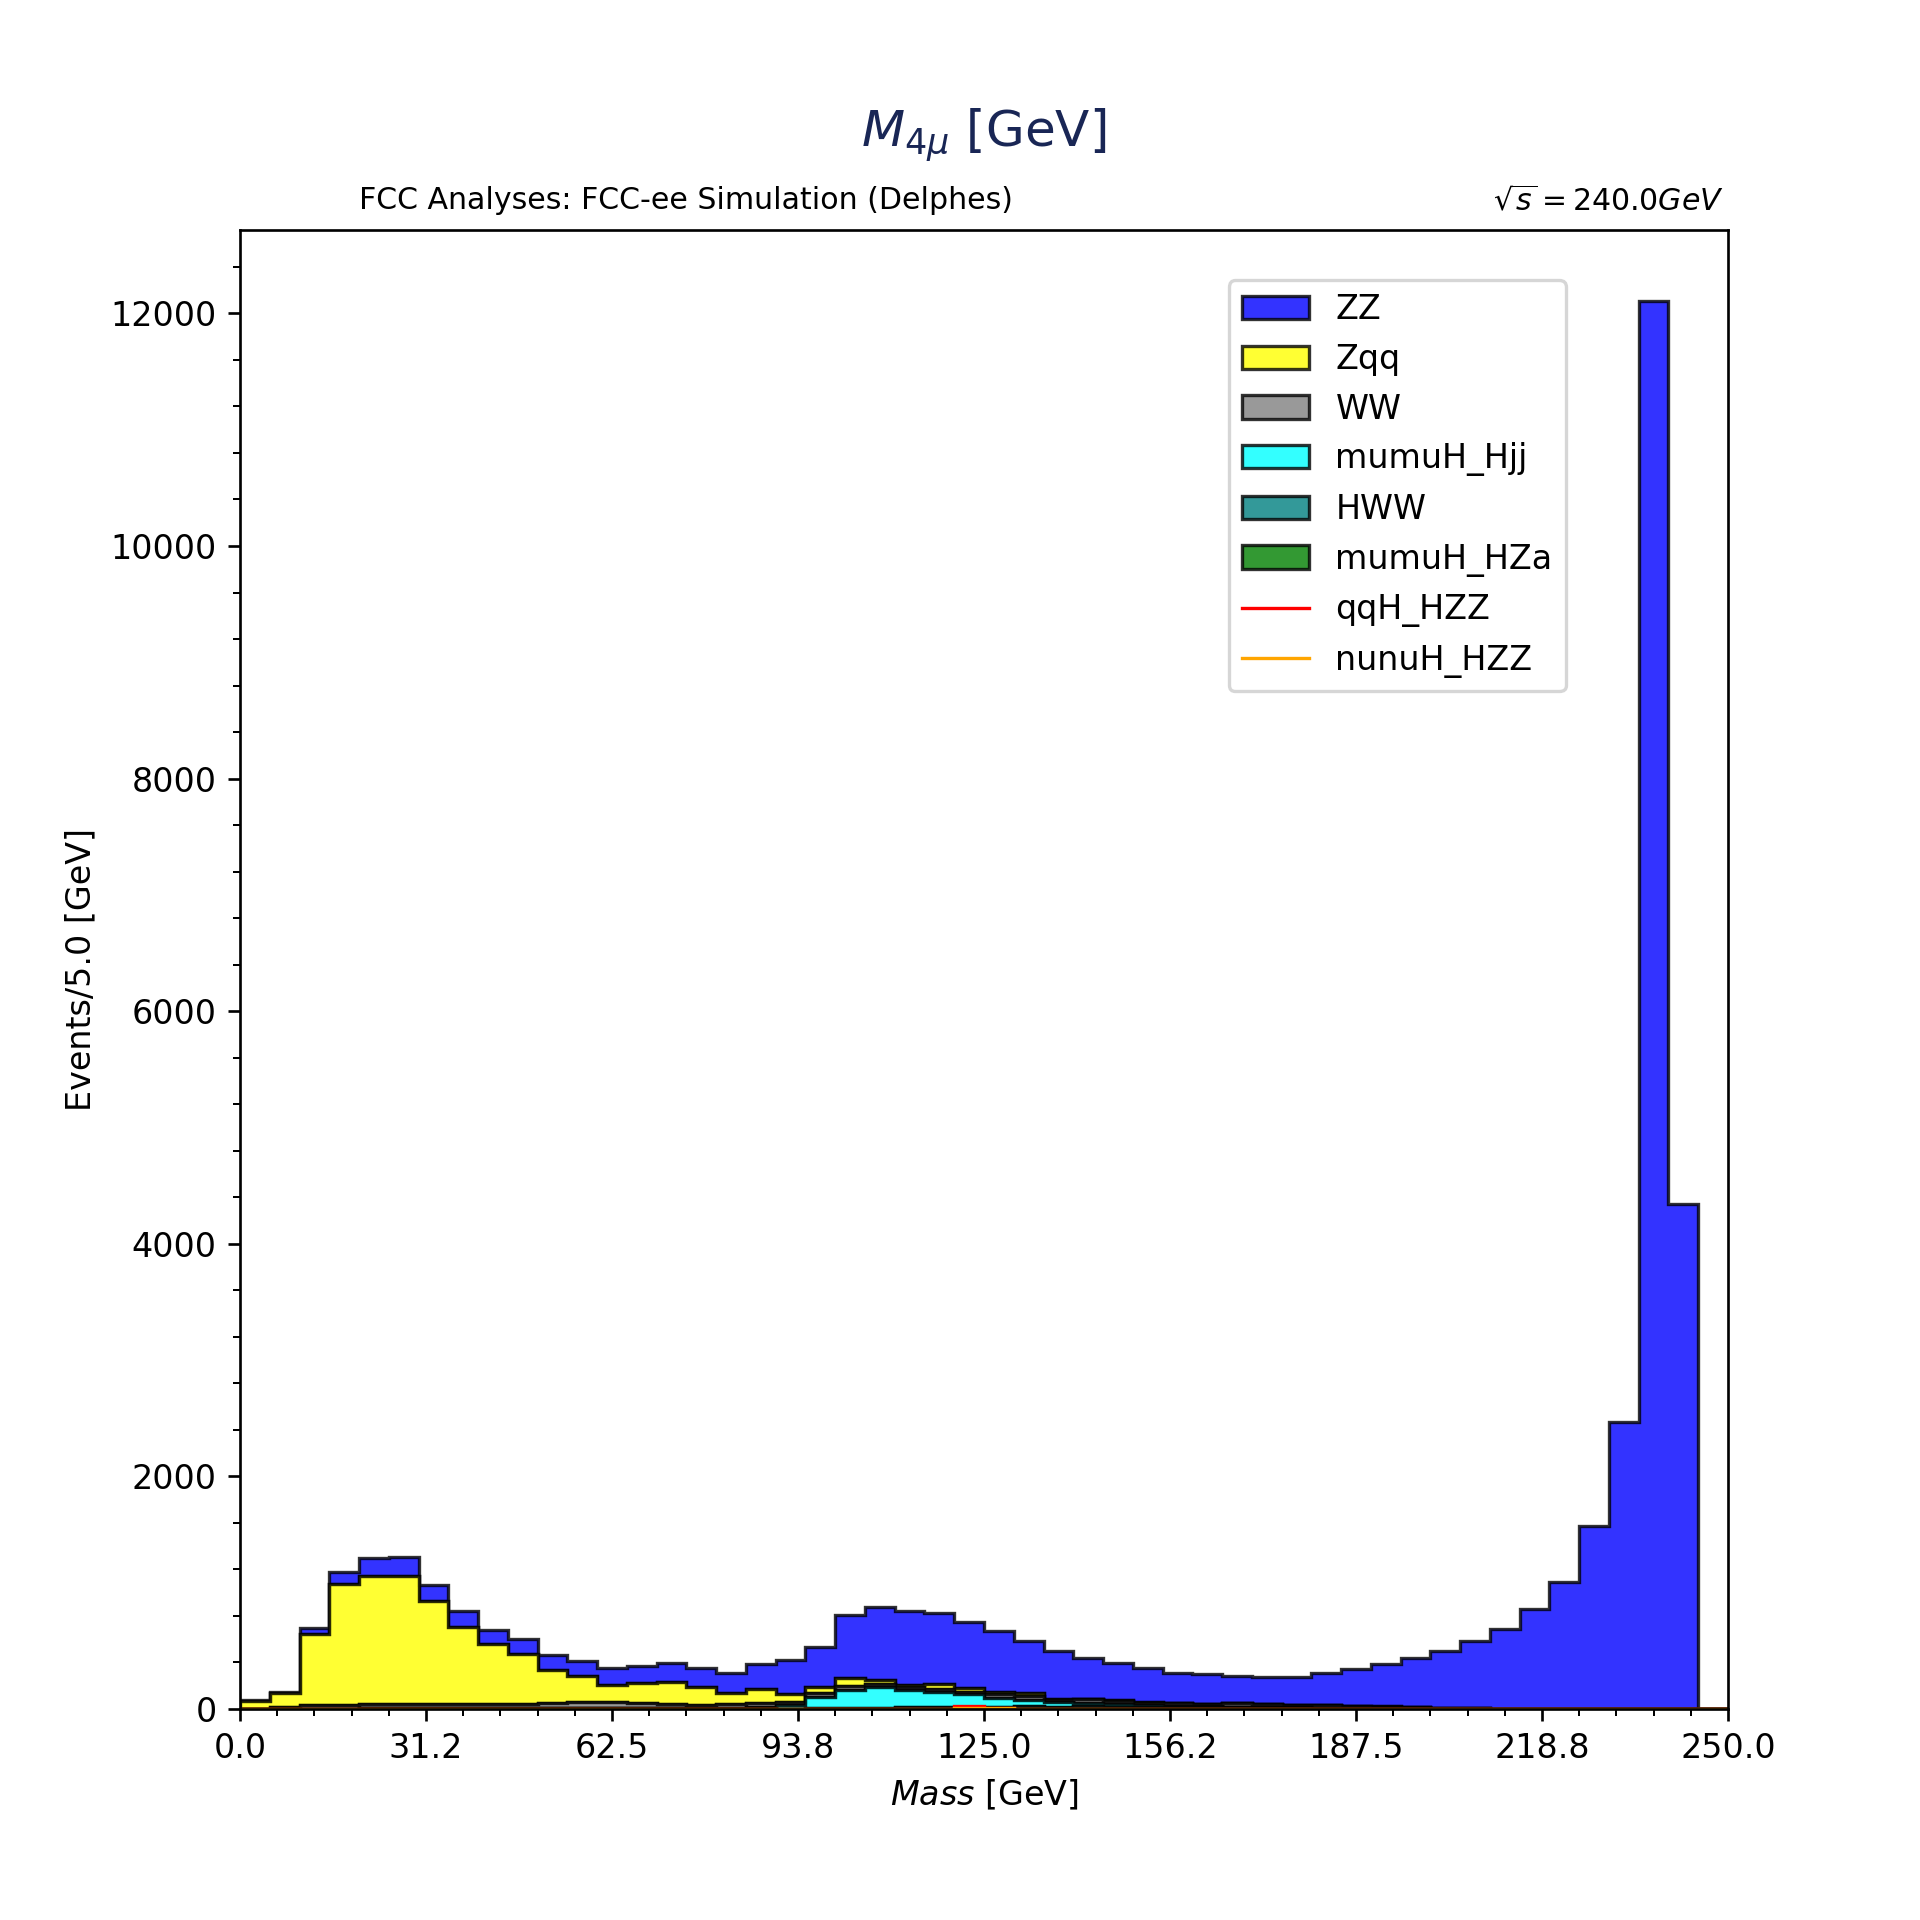 M4μ [GeV]
FCC Analyses: FCC-ee Simulation (Delphes)
√s = 240.0GeV
12000
10000
8000
6000
4000
2000
0
Events/5.0 [GeV]
ZZ
Zqq
WW
mumuH_Hjj
HWW
mumuH_HZa
qqH_HZZ
nunuH_HZZ
0.0 31.2 62.5 93.8 125.0 156.2 187.5 218.8 250.0
Mass [GeV]